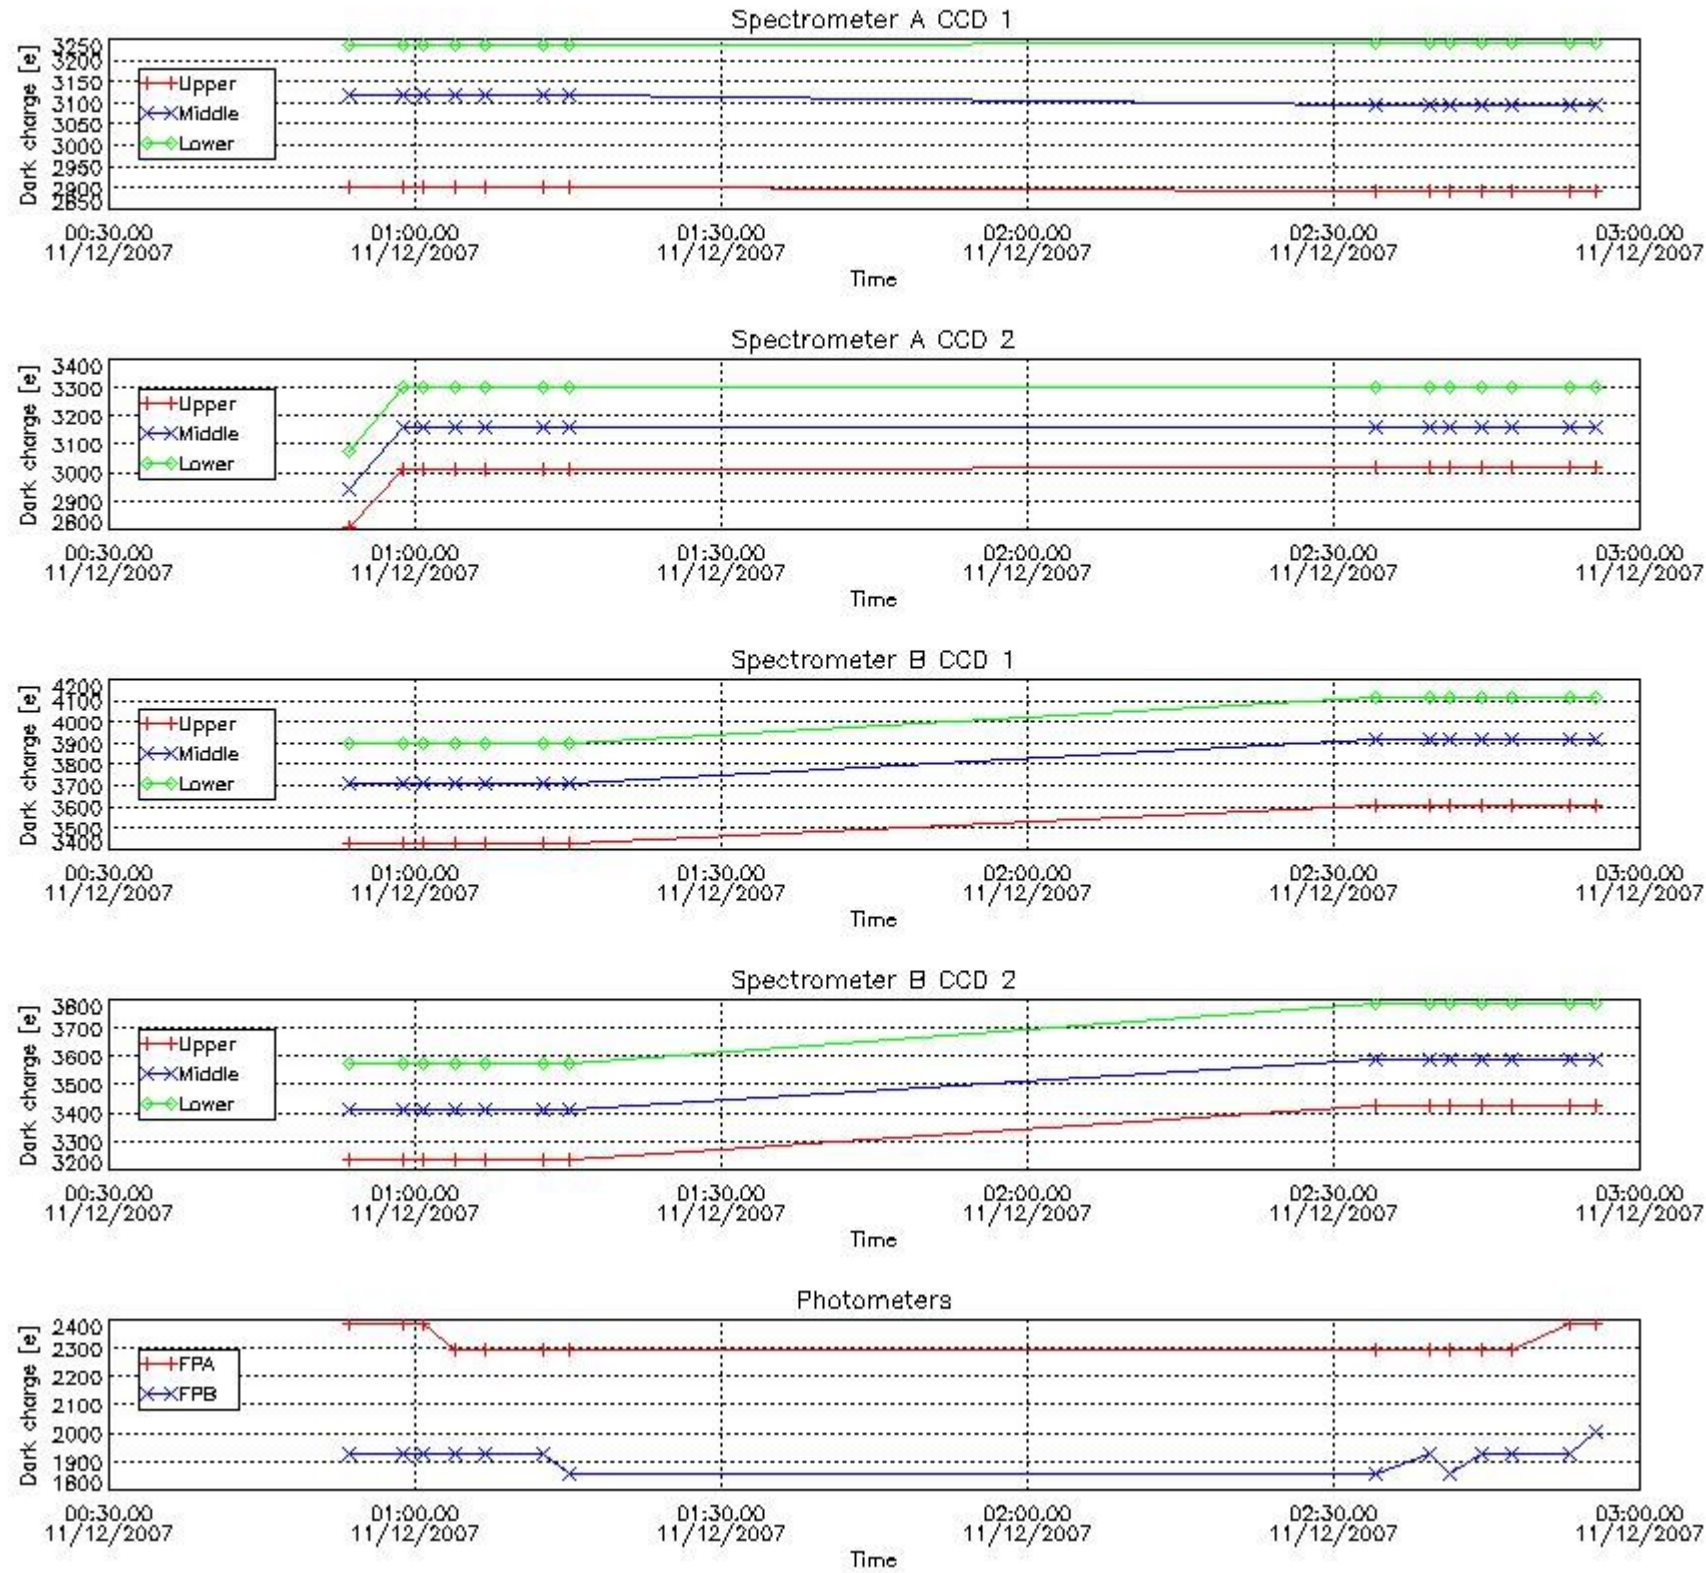 Spectrometer A CCD 1
Dark charge [e]
3250
3200
3150
3100
3050
3000
2950
2900
2850
Upper
Middle
Lower
00:30.00 01:00.00 01:30.00 02:00.00 02:30.00 03:00.00
11/12/2007 11/12/2007 11/12/2007 11/12/2007 11/12/2007 11/12/2007
Time
Spectrometer A CCD 2
Dark charge [e]
3400
3300
3200
3100
3000
2900
2800
Upper
Middle
Lower
00:30.00 01:00.00 01:30.00 02:00.00 02:30.00 03:00.00
11/12/2007 11/12/2007 11/12/2007 11/12/2007 11/12/2007 11/12/2007
Time
Spectrometer B CCD 1
Dark charge [e]
4200
4100
4000
3900
3800
3700
3600
3500
3400
Upper
Middle
Lower
00:30.00 01:00.00 01:30.00 02:00.00 02:30.00 03:00.00
11/12/2007 11/12/2007 11/12/2007 11/12/2007 11/12/2007 11/12/2007
Time
Spectrometer B CCD 2
Dark charge [e]
3800
3700
3600
3500
3400
3300
3200
Upper
Middle
Lower
00:30.00 01:00.00 01:30.00 02:00.00 02:30.00 03:00.00
11/12/2007 11/12/2007 11/12/2007 11/12/2007 11/12/2007 11/12/2007
Time
Photometers
Dark charge [e]
2400
2300
2200
2100
2000
1900
1800
FPA
FPB
00:30.00 01:00.00 01:30.00 02:00.00 02:30.00 03:00.00
11/12/2007 11/12/2007 11/12/2007 11/12/2007 11/12/2007 11/12/2007
Time